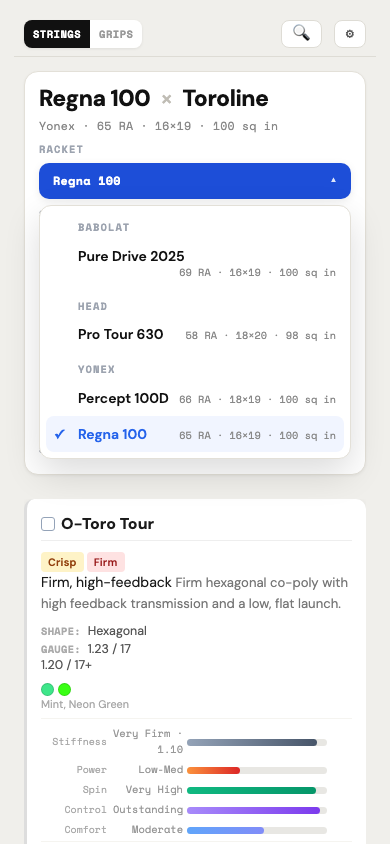 STRINGS GRIPS
Regna 100 × Toroline
Yonex · 65 RA · 16×19 · 100 sq in
RACKET
Regna 100
BABOLAT
Pure Drive 2025
69 RA · 16×19 · 100 sq in
HEAD
Pro Tour 630 58 RA · 18×20 · 98 sq in
YONEX
Percept 100D 66 RA · 18×19 · 100 sq in
✓ Regna 100 65 RA · 16×19 · 100 sq in
O-Toro Tour
Crisp Firm
Firm, high-feedback Firm hexagonal co-poly with
high feedback transmission and a low, flat launch.
SHAPE: Hexagonal
GAUGE: 1.23 / 17
1.20 / 17+
Mint, Neon Green
Stiffness Very Firm ·
1.10
Power Low-Med
Spin Very High
Control Outstanding
Comfort Moderate